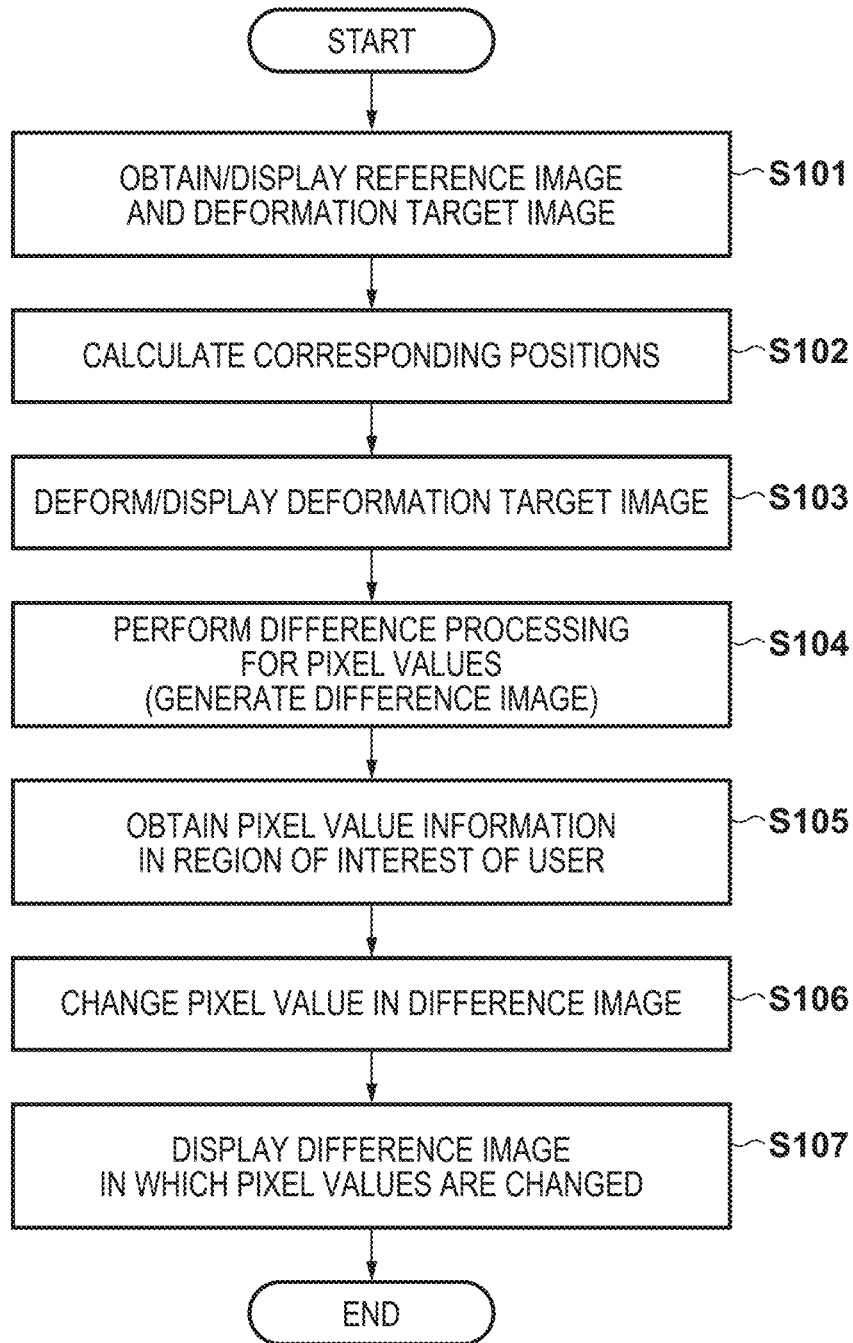 START
OBTAIN/DISPLAY REFERENCE IMAGE
AND DEFORMATION TARGET IMAGE
S101
CALCULATE CORRESPONDING POSITIONS
S102
DEFORM/DISPLAY DEFORMATION TARGET IMAGE
S103
PERFORM DIFFERENCE PROCESSING
FOR PIXEL VALUES
(GENERATE DIFFERENCE IMAGE)
S104
OBTAIN PIXEL VALUE INFORMATION
IN REGION OF INTEREST OF USER
S105
CHANGE PIXEL VALUE IN DIFFERENCE IMAGE
S106
DISPLAY DIFFERENCE IMAGE
IN WHICH PIXEL VALUES ARE CHANGED
S107
END